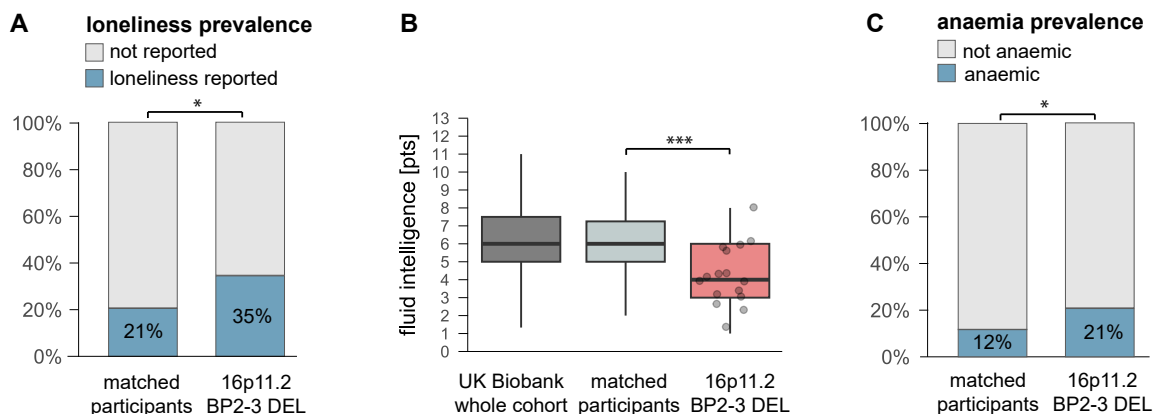 A
loneliness prevalence
not reported
loneliness reported
*
100%
80%
60%
40%
20%
0%
21%
35%
matched
participants
16p11.2
BP2-3 DEL
B
fluid intelligence [pts]
13
12
11
10
9
8
7
6
5
4
3
2
1
0
***
UK Biobank
whole cohort
matched
participants
16p11.2
BP2-3 DEL
C
anaemia prevalence
not anaemic
anaemic
*
100%
80%
60%
40%
20%
0%
12%
21%
matched
participants
16p11.2
BP2-3 DEL